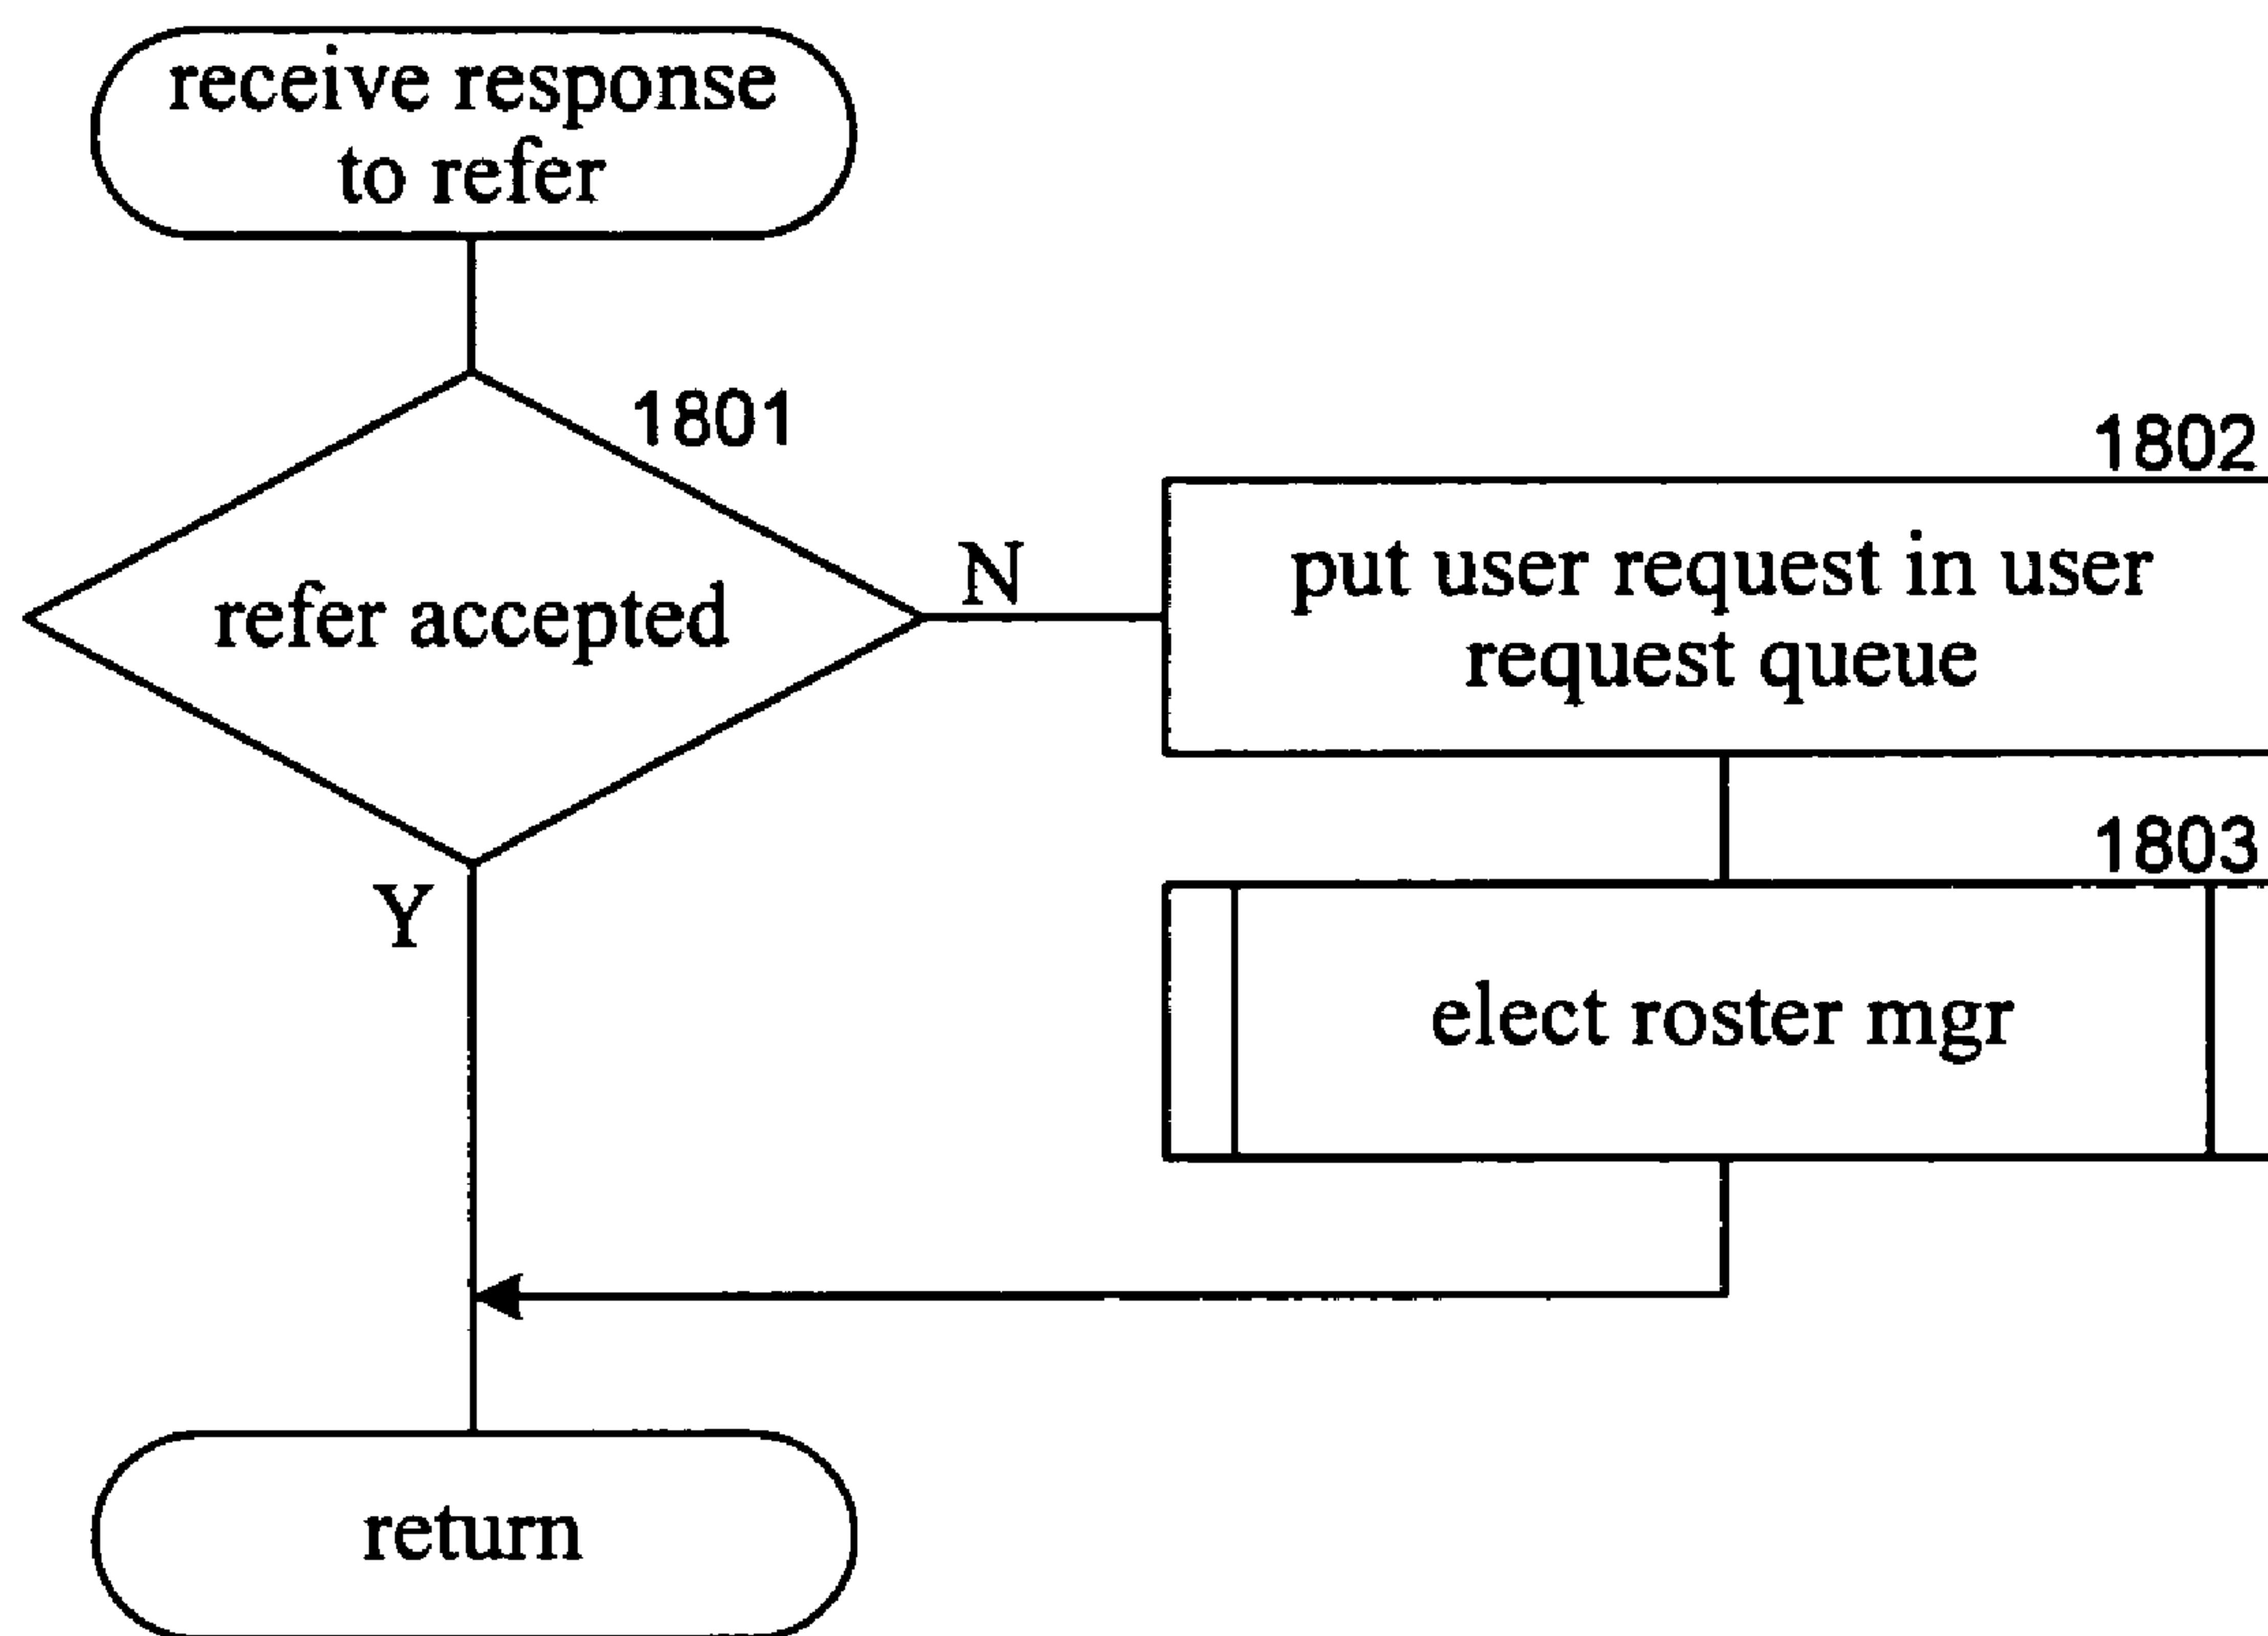 receive response
to refer
1801
refer accepted
N
Y
1802
put user request in user
request queue
1803
elect roster mgr
return